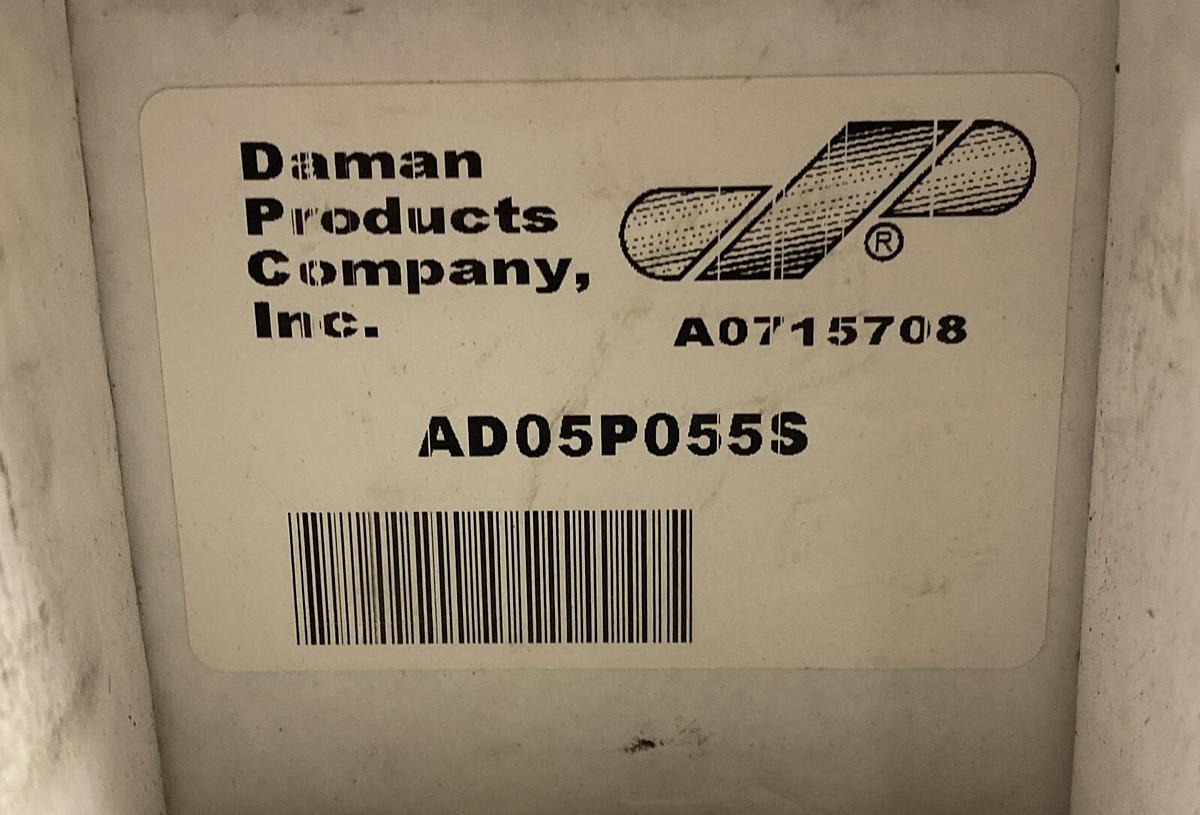 Daman
Products
Company,
Inc.
®
A0715708
AD05P055S